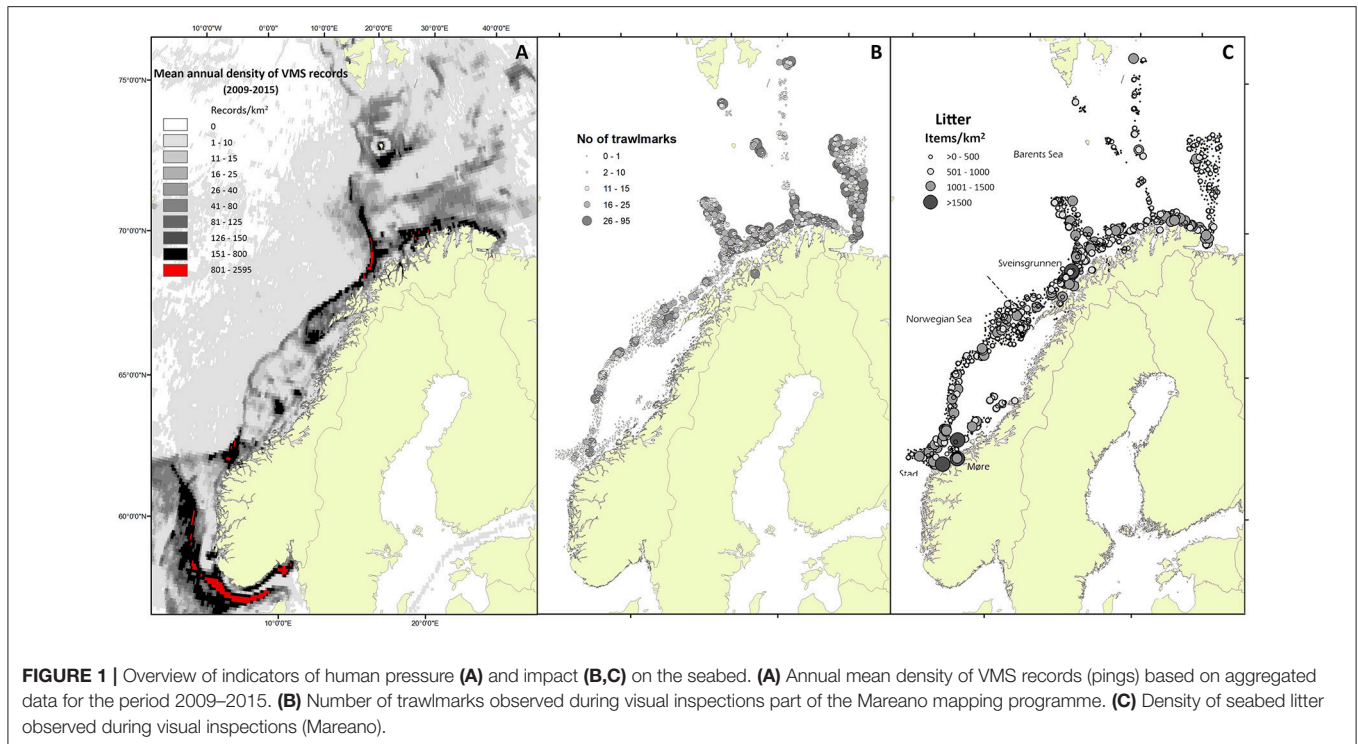 10°0'0"W
0°0'0"
10°0'0"E
20°0'0"E
30°0'0"E
40°0'0"E
A
Mean annual density of VMS records
(2009-2015)
Records/km²
0
1 - 10
11 - 15
16 - 25
26 - 40
41 - 80
81 - 125
126 - 150
151 - 800
801 - 2595
75°0'0"N
70°0'0"N
65°0'0"N
60°0'0"N
10°0'0"E
20°0'0"E
B
No of trawlmarks
0 - 1
2 - 10
11 - 15
16 - 25
26 - 95
C
Litter
Items/km²
>0 - 500
501 - 1000
1001 - 1500
>1500
Barents Sea
Sveinsgrunnen
Norwegian Sea
Stad
Møre
FIGURE 1 | Overview of indicators of human pressure (A) and impact (B,C) on the seabed. (A) Annual mean density of VMS records (pings) based on aggregated
data for the period 2009–2015. (B) Number of trawlmarks observed during visual inspections part of the Mareano mapping programme. (C) Density of seabed litter
observed during visual inspections (Mareano).